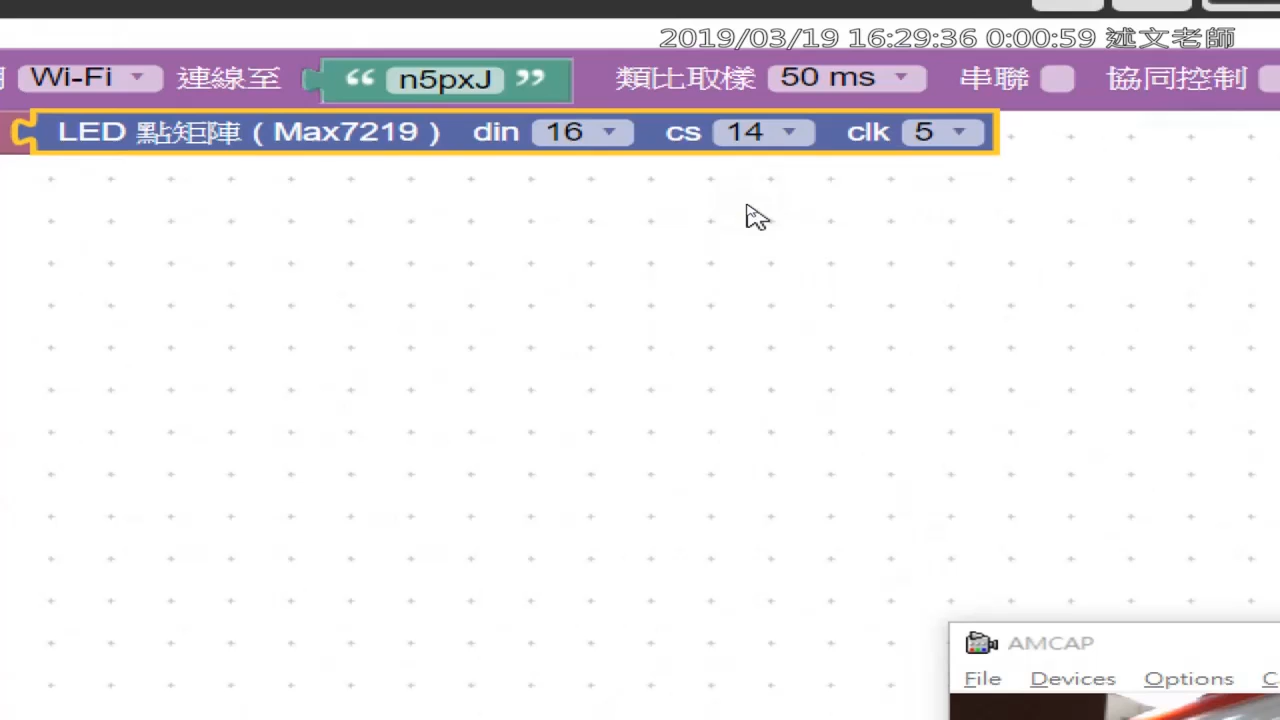 2019/03/19 16:29:36 0:00:59 述文老師
Wi-Fi 連線至 “ n5pxJ ” 類比取樣 50 ms 串聯 協同控制
LED 點矩陣 ( Max7219 ) din 16 cs 14 clk 5
AMCAP
File Devices Options